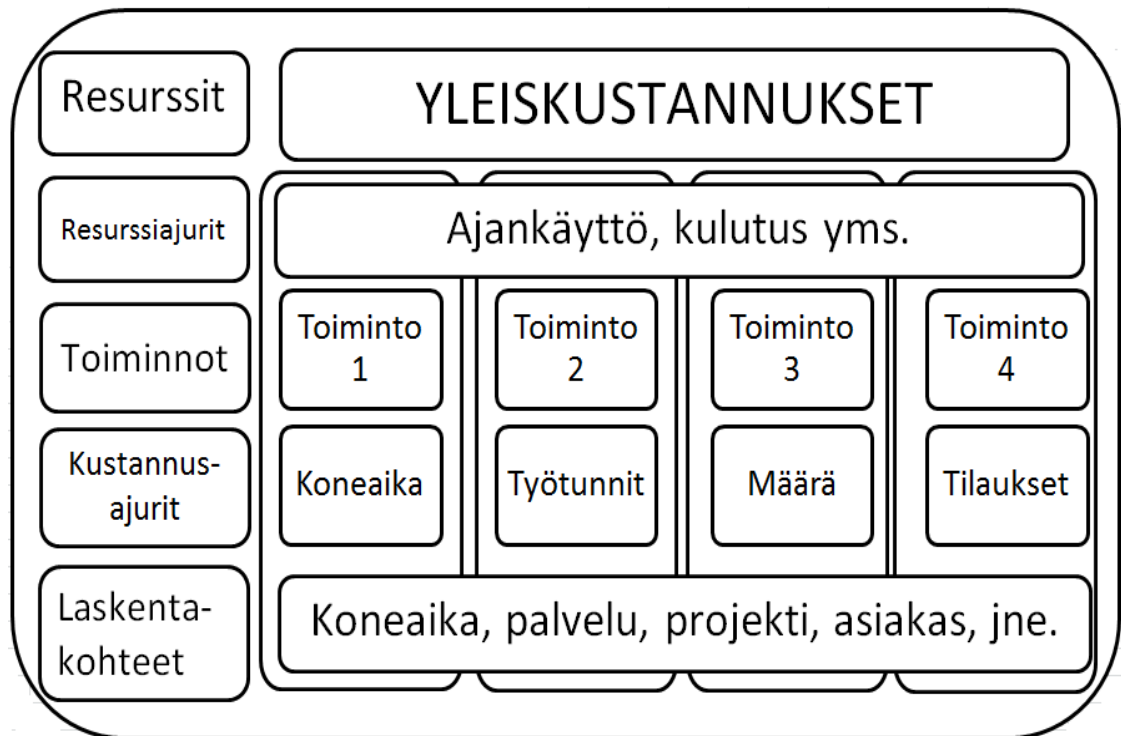 Resurssit
YLEISKUSTANNUKSET
Resurssiajurit
Ajankäyttö, kulutus yms.
Toiminnot
Toiminto
1
Toiminto
2
Toiminto
3
Toiminto
4
Kustannus-
ajurit
Koneaika
Työtunnit
Määrä
Tilaukset
Laskenta-
kohteet
Koneaika, palvelu, projekti, asiakas, jne.